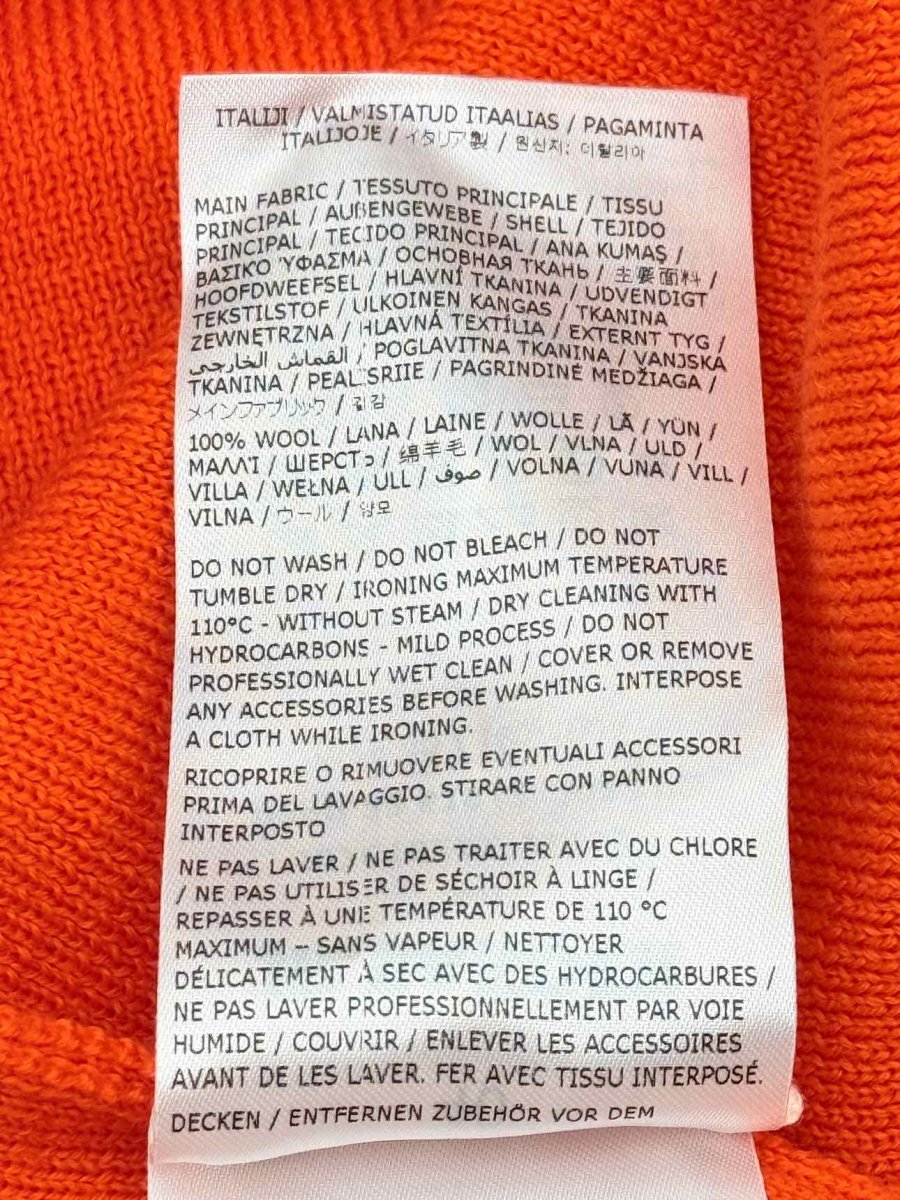 ITALIJI / VALMISTATUD ITAALIAS / PAGAMINTA
ITALIJOJE / イタリア製 / 원산지: 이탈리아
MAIN FABRIC / TESSUTO PRINCIPALE / TISSU
PRINCIPAL / AUßENGEWEBE / SHELL / TEJIDO
PRINCIPAL / TECIDO PRINCIPAL / ANA KUMAŞ /
ΒΑΣΙΚΟ ΎΦΑΣΜΑ / ОСНОВНАЯ ТКАНЬ / 主要面料 /
HOOFDWEEFSEL / HLAVNÍ TKANINA / UDVENDIGT
TEKSTILSTOF / ULKOINEN KANGAS / TKANINA
ZEWNĘTRZNA / HLAVNÁ TEXTÍLIA / EXTERNT TYG /
القماش الخارجي / POGLAVITNA TKANINA / VANJSKA
TKANINA / PEALISRIIE / PAGRINDINĖ MEDŽIAGA /
メインファブリック / 겉감
100% WOOL / LANA / LAINE / WOLLE / LÃ / YÜN /
ΜΑΛΛΊ / ШЕРСТЬ / 绵羊毛 / WOL / VLNA / ULD /
VILLA / WEŁNA / ULL / صوف / VOLNA / VUNA / VILL /
VILNA / ウール / 양모
DO NOT WASH / DO NOT BLEACH / DO NOT
TUMBLE DRY / IRONING MAXIMUM TEMPERATURE
110°C - WITHOUT STEAM / DRY CLEANING WITH
HYDROCARBONS - MILD PROCESS / DO NOT
PROFESSIONALLY WET CLEAN / COVER OR REMOVE
ANY ACCESSORIES BEFORE WASHING. INTERPOSE
A CLOTH WHILE IRONING.
RICOPRIRE O RIMUOVERE EVENTUALI ACCESSORI
PRIMA DEL LAVAGGIO. STIRARE CON PANNO
INTERPOSTO
NE PAS LAVER / NE PAS TRAITER AVEC DU CHLORE
/ NE PAS UTILISER DE SÉCHOIR À LINGE /
REPASSER À UNE TEMPÉRATURE DE 110 °C
MAXIMUM – SANS VAPEUR / NETTOYER
DÉLICATEMENT À SEC AVEC DES HYDROCARBURES /
NE PAS LAVER PROFESSIONNELLEMENT PAR VOIE
HUMIDE / COUVRIR / ENLEVER LES ACCESSOIRES
AVANT DE LES LAVER. FER AVEC TISSU INTERPOSÉ.
DECKEN / ENTFERNEN ZUBEHÖR VOR DEM